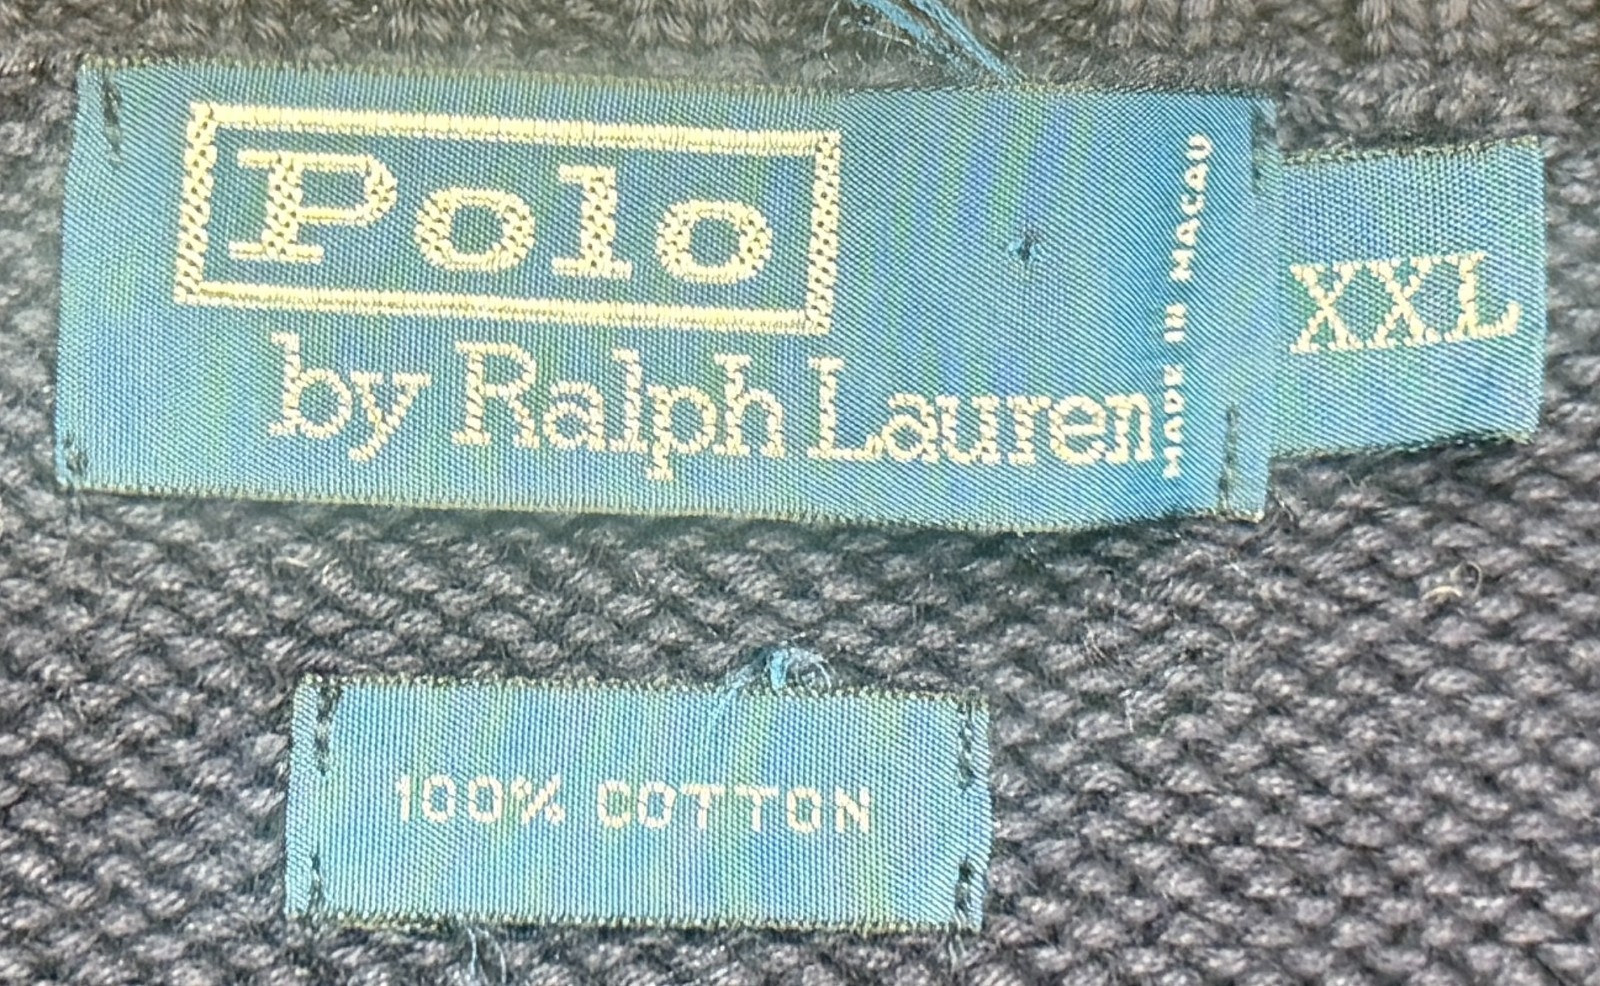 Polo
by Ralph Lauren
MADE IN MACAU
XXL
100% COTTON